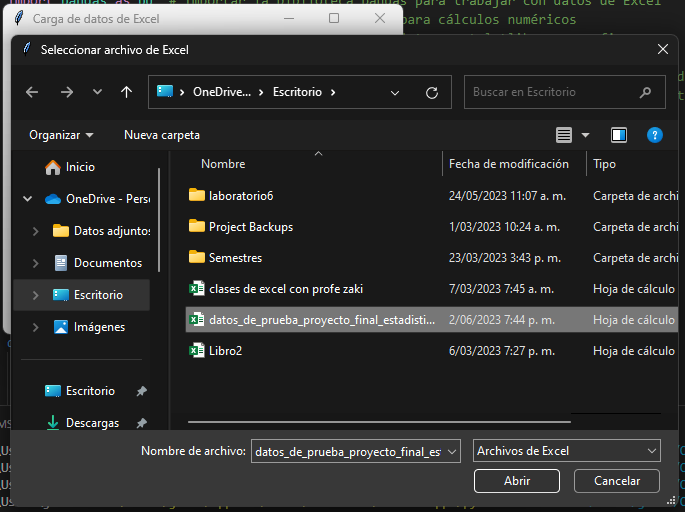 import pandas as pd # Importar la biblioteca pandas para trabajar con datos de Excel
Carga de datos de Excel
para cálculos numéricos
Seleccionar archivo de Excel
OneDrive... > Escritorio >
Buscar en Escritorio
Organizar
Nueva carpeta
Inicio
OneDrive - Pers
Datos adjuntos
Documentos
Escritorio
Imágenes
Escritorio
Descargas
Nombre Fecha de modificación Tipo
laboratorio6 24/05/2023 11:07 a. m. Carpeta de archi
Project Backups 1/03/2023 10:24 a. m. Carpeta de archi
Semestres 23/03/2023 3:43 p. m. Carpeta de archi
clases de excel con profe zaki 7/03/2023 7:45 a. m. Hoja de cálculo
datos_de_prueba_proyecto_final_estadisti... 2/06/2023 7:44 p. m. Hoja de cálculo
Libro2 6/03/2023 7:27 p. m. Hoja de cálculo
Nombre de archivo: datos_de_prueba_proyecto_final_es Archivos de Excel
Abrir Cancelar